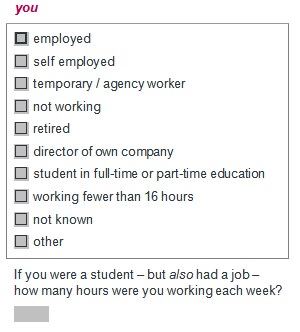 you
employed
self employed
temporary / agency worker
not working
retired
director of own company
student in full-time or part-time education
working fewer than 16 hours
not known
other
If you were a student – but also had a job –
how many hours were you working each week?